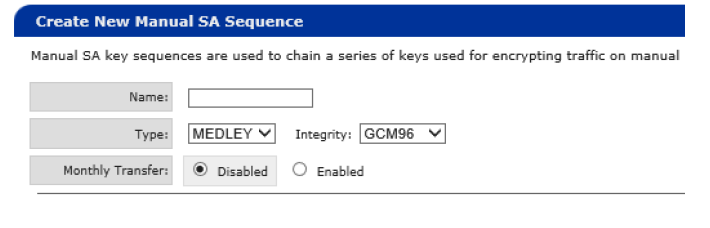 Create New Manual SA Sequence
Manual SA key sequences are used to chain a series of keys used for encrypting traffic on manual
Name:
Type: MEDLEY Integrity: GCM96
Monthly Transfer: Disabled Enabled